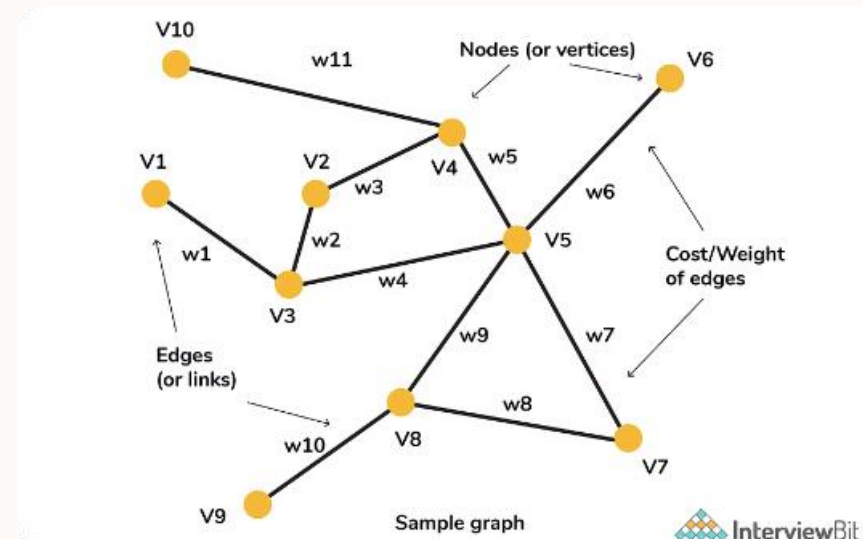 V10
w11
Nodes (or vertices)
V6
V1
V2
V4
w5
w3
w6
w1
w2
V5
w4
Cost/Weight
of edges
V3
w9
w7
Edges
(or links)
w8
w10
V8
V7
V9
Sample graph
InterviewBit